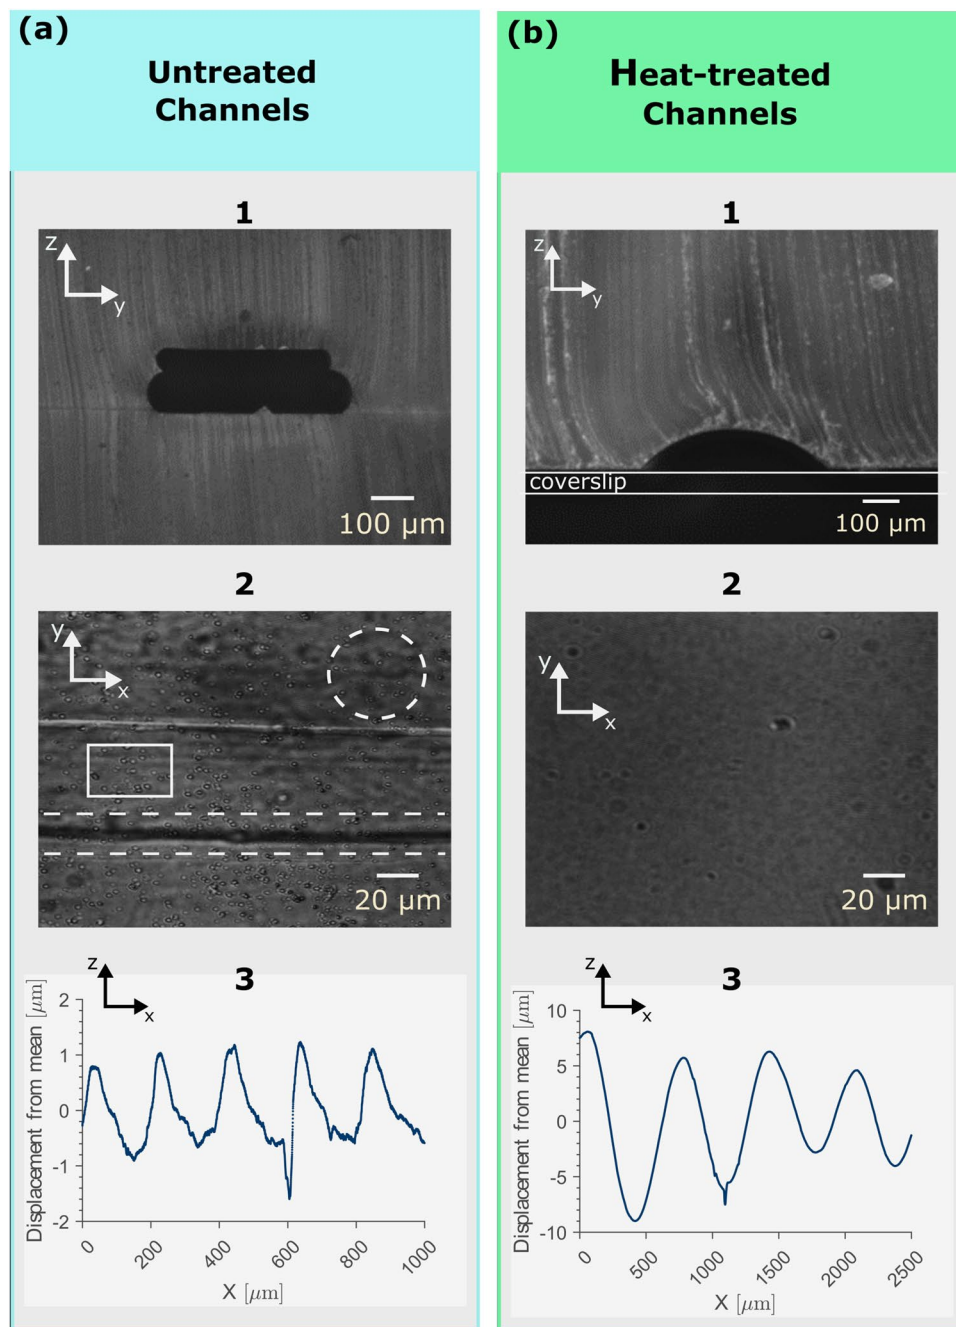 (a)
Untreated
Channels
1
z
y
100 μm
2
y
x
20 μm
3
z
x
Displacement from mean [μm]
2
1
0
-1
-2
0
200
400
600
800
1000
X [μm]
(b)
Heat-treated
Channels
1
z
y
coverslip
100 μm
2
y
x
20 μm
3
z
x
Displacement from mean [μm]
10
5
0
-5
-10
0
500
1000
1500
2000
2500
X [μm]